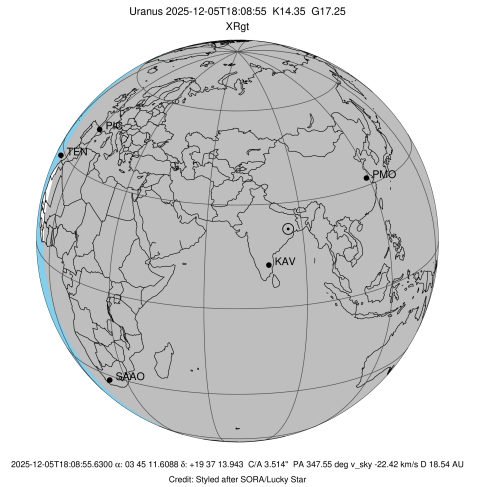 Uranus 2025-12-05T18:08:55 K14.35 G17.25
XRgt
PIC
TEN
PMO
KAV
SAAO
2025-12-05T18:08:55.6300 α: 03 45 11.6088 δ: +19 37 13.943 C/A 3.514" PA 347.55 deg v_sky -22.42 km/s D 18.54 AU
Credit: Styled after SORA/Lucky Star